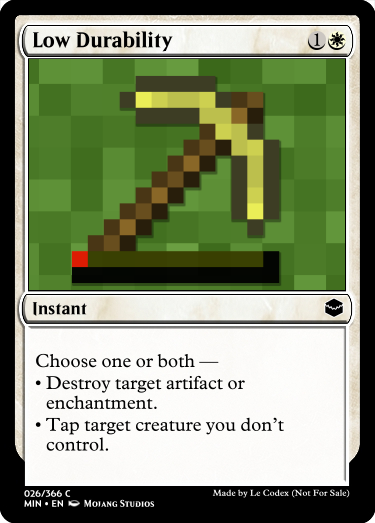 Low Durability
1
Instant
Choose one or both —
• Destroy target artifact or
enchantment.
• Tap target creature you don't
control.
026/366 C
MIN • EN Mojang Studios
Made by Le Codex (Not For Sale)